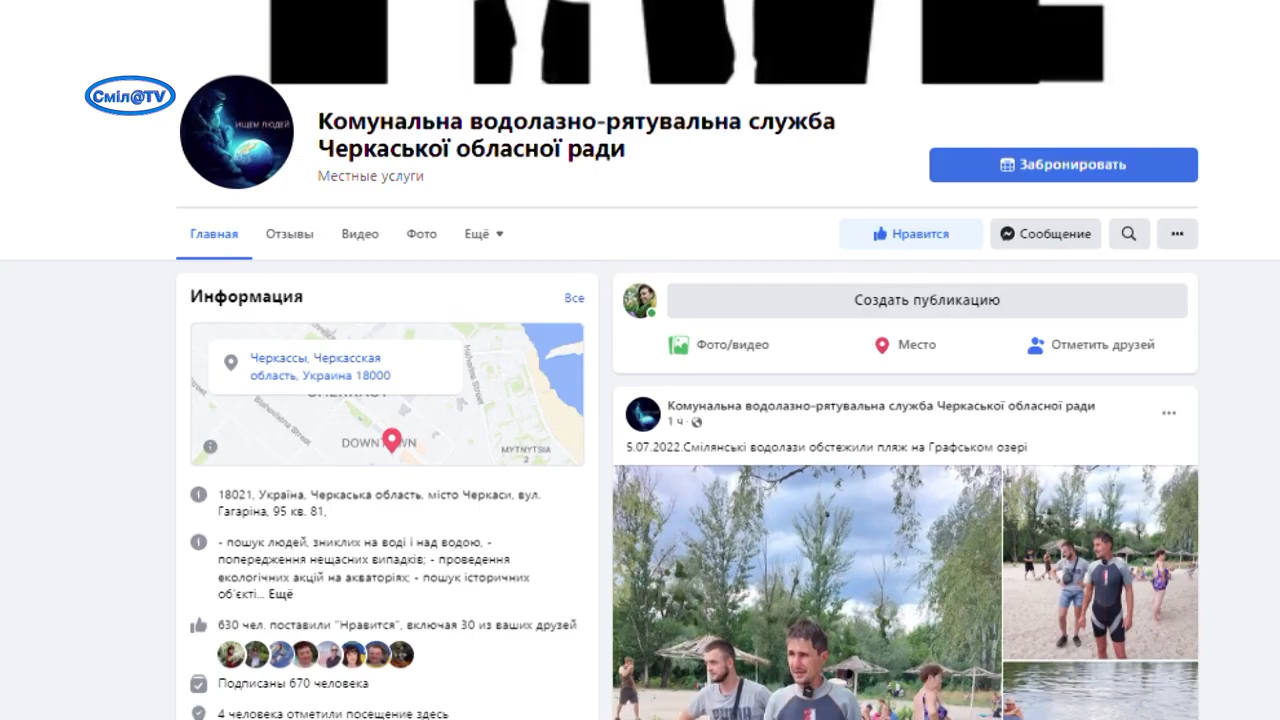 Сміл@TV
ИЩЕМ ЛЮДЕЙ
Комунальна водолазно-рятувальна служба
Черкаської обласної ради
Местные услуги
Забронировать
Главная
Отзывы
Видео
Фото
Ещё
Нравится
Сообщение
Информация
Все
Черкассы, Черкасская
область, Украина 18000
Haharina Street
Street
DOWNTOWN
MYTNYTSIA
2
18021, Україна, Черкаська область, місто Черкаси, вул.
Гагаріна, 95 кв. 81,
- пошук людей, зниклих на воді і над водою, -
попередження нещасних випадків; - проведення
екологічних акцій на акваторіях; - пошук історичних
об'єкті... Ещё
630 чел. поставили "Нравится", включая 30 из ваших друзей
Подписаны 670 человека
4 человека отметили посещение здесь
Создать публикацию
Фото/видео
Место
Отметить друзей
Комунальна водолазно-рятувальна служба Черкаської обласної ради
1 ч ·
5.07.2022.Смілянські водолази обстежили пляж на Графському озері